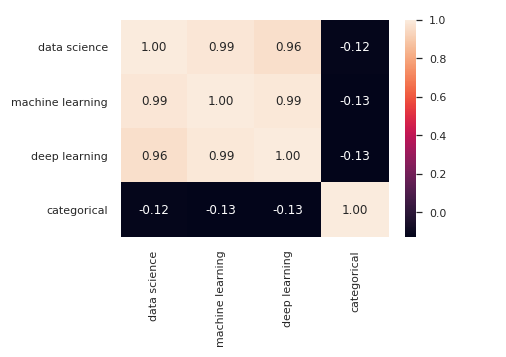 data science 1.00 0.99 0.96 -0.12
machine learning 0.99 1.00 0.99 -0.13
deep learning 0.96 0.99 1.00 -0.13
categorical -0.12 -0.13 -0.13 1.00
data science
machine learning
deep learning
categorical
1.0
0.8
0.6
0.4
0.2
0.0